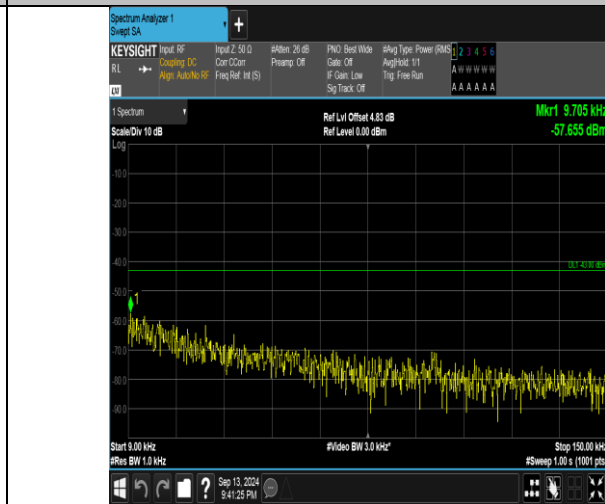 Spectrum Analyzer 1
Swept SA
+
KEYSIGHT Input: RF Input Z: 50 Ω #Atten: 26 dB PNO: Best Wide #Avg Type: Power (RMS 1 2 3 4 5 6
RL Coupling: DC Corr CCorr Preamp: Off Gate: Off Avg|Hold: 1/1 A W W W W W
Align: Auto/No RF Freq Ref: Int (S) IF Gain: Low Trig: Free Run
Sig Track: Off A A A A A A
LXI
1 Spectrum Ref Lvl Offset 4.83 dB Mkr1 9.705 kHz
Scale/Div 10 dB Ref Level 0.00 dBm -57.655 dBm
Log
-10.0
-20.0
-30.0
-40.0
DL1 -43.00 dBm
-50.0
1
-60.0
-70.0
-80.0
-90.0
Start 9.00 kHz #Video BW 3.0 kHz* Stop 150.00 kHz
#Res BW 1.0 kHz #Sweep 1.00 s (1001 pts
? Sep 13, 2024
9:41:25 PM